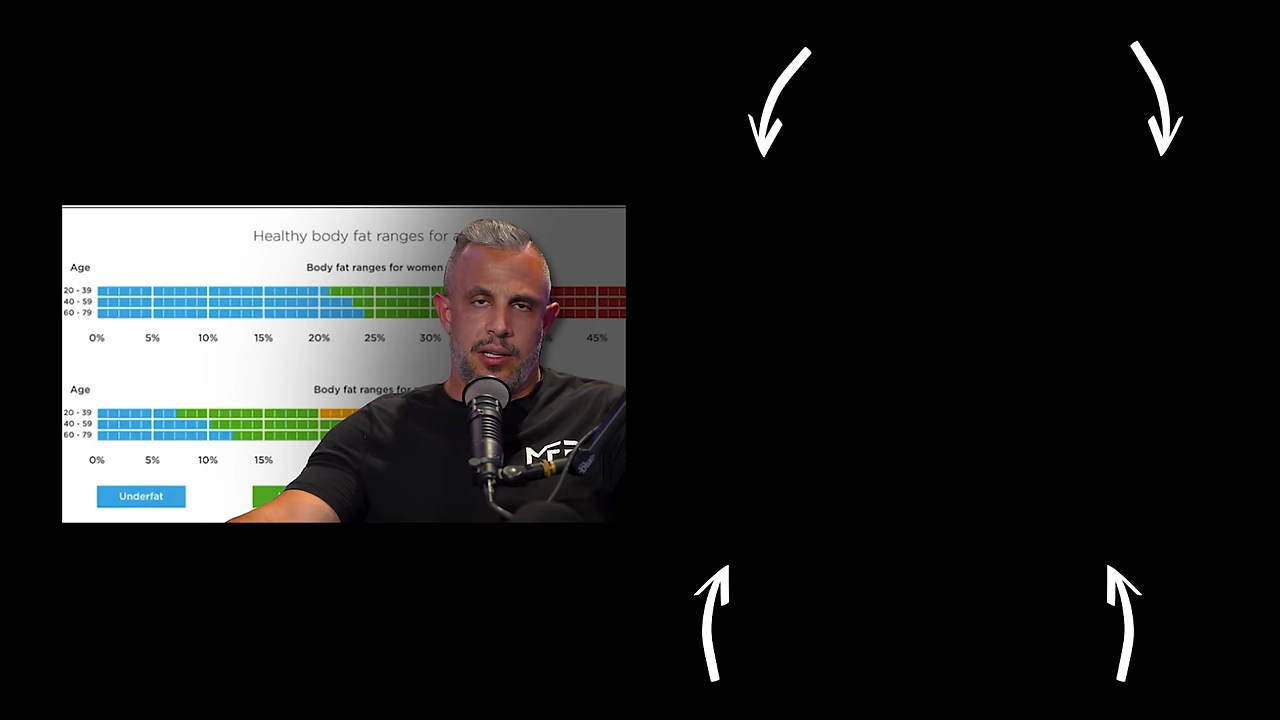 Healthy body fat ranges for
Age
Body fat ranges for women
20 - 39
40 - 59
60 - 79
0% 5% 10% 15% 20% 25% 30% 45%
Age
Body fat ranges for
20 - 39
40 - 59
60 - 79
0% 5% 10% 15%
Underfat